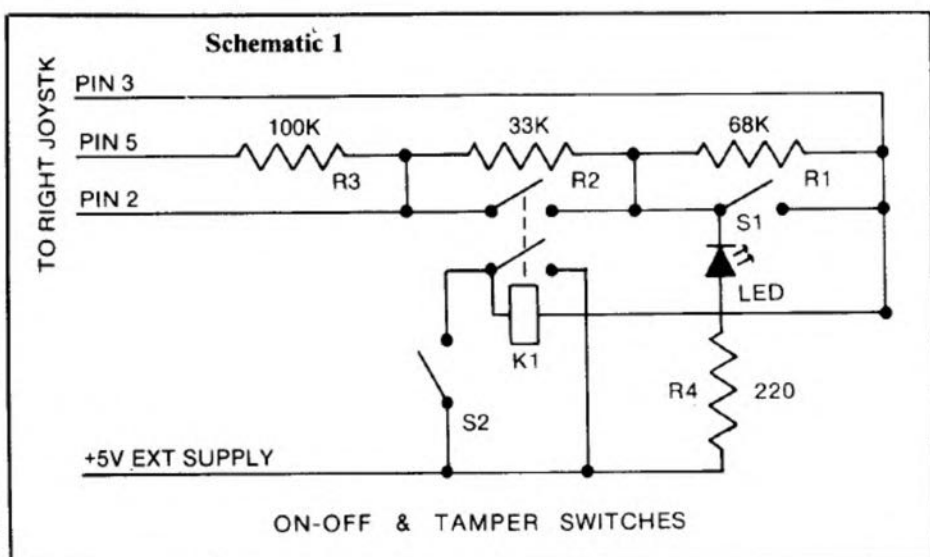 Schematic 1
TO RIGHT JOYSTK
PIN 3
100K
33K
68K
PIN 5
R3
R2
R1
PIN 2
S1
LED
K1
R4
220
S2
+5V EXT SUPPLY
ON-OFF & TAMPER SWITCHES